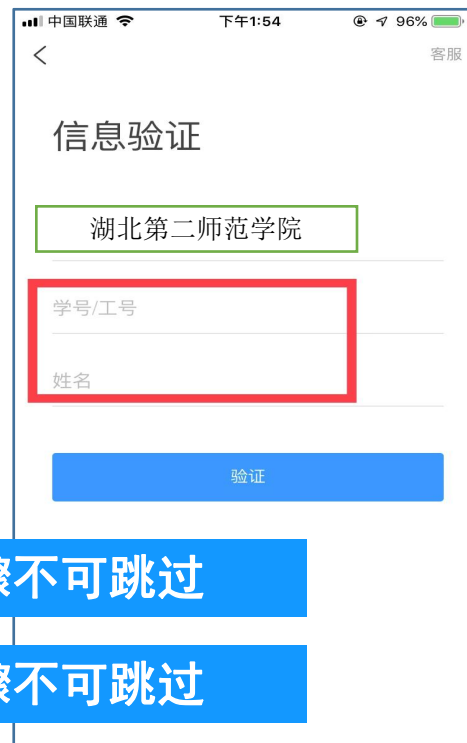 中国联通 下午1:54 96%
客服
信息验证
湖北第二师范学院
学号/工号
姓名
验证
骤不可跳过
骤不可跳过